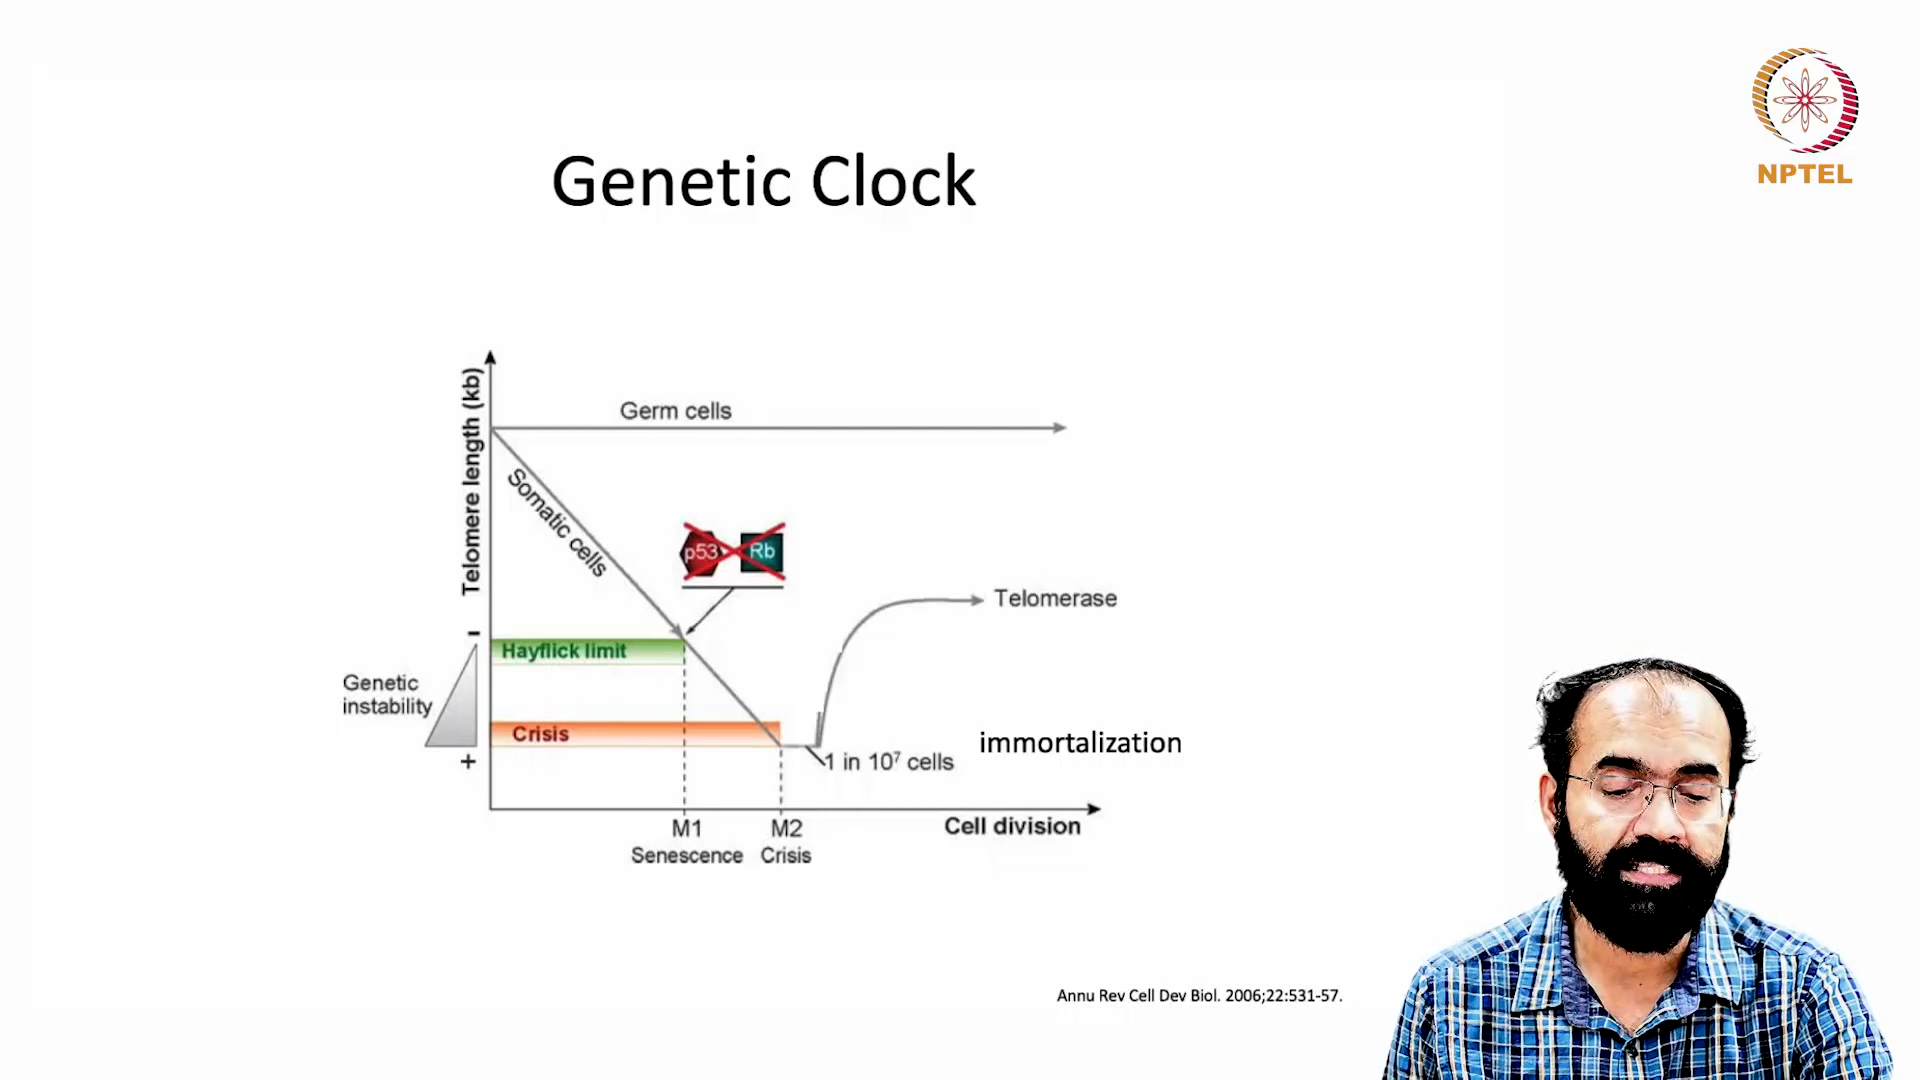 NPTEL
Genetic Clock
Telomere length (kb)
Germ cells
Somatic cells
p53
Rb
Telomerase
-
Hayflick limit
Genetic
instability
Crisis
+
immortalization
1 in 10⁷ cells
M1
M2
Cell division
Senescence
Crisis
Annu Rev Cell Dev Biol. 2006;22:531-57.